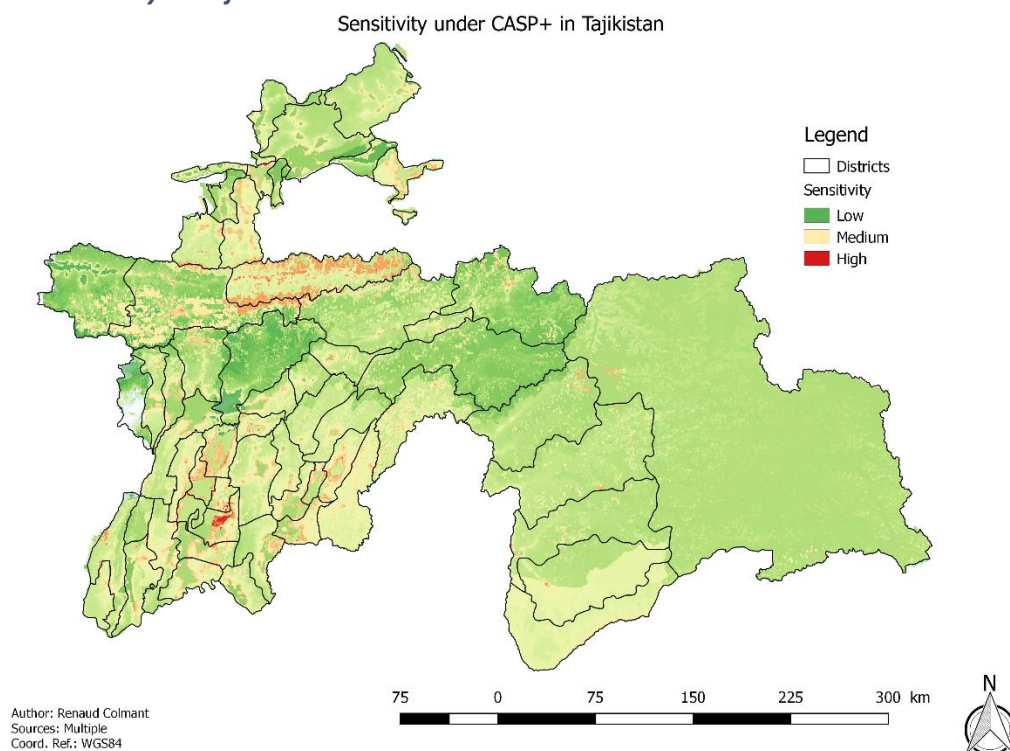 Sensitivity under CASP+ in Tajikistan
Legend
Districts
Sensitivity
Low
Medium
High
75 0 75 150 225 300 km
N
Author: Renaud Colmant
Sources: Multiple
Coord. Ref.: WGS84